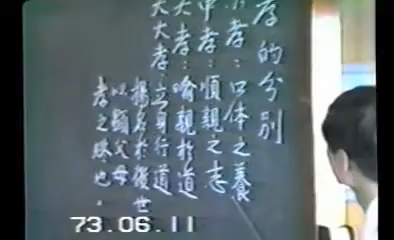 孝的分別
小孝：口体之養
中孝：順親之志
大孝：喻親於道
大大孝：立身行道
揚名於後世
以顯父母
孝之終也。
73.06.11